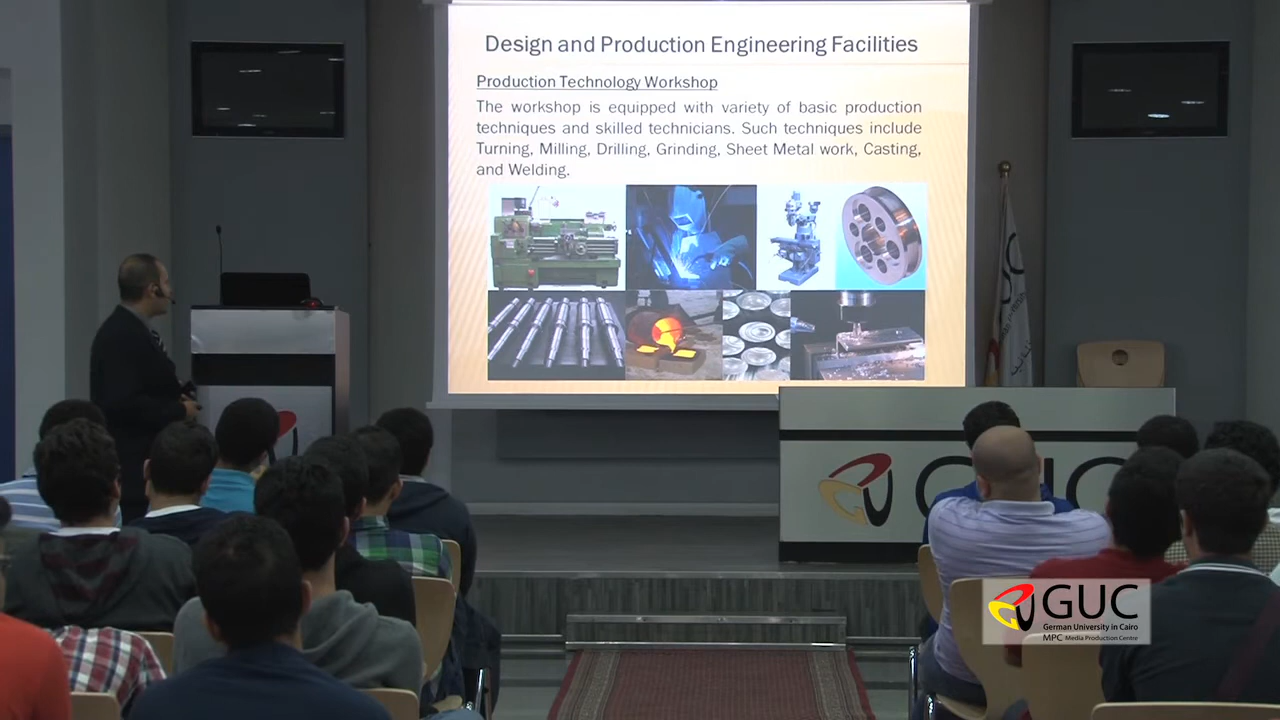 Design and Production Engineering Facilities
Production Technology Workshop
The workshop is equipped with variety of basic production
techniques and skilled technicians. Such techniques include
Turning, Milling, Drilling, Grinding, Sheet Metal work, Casting,
and Welding.
GUC
GUC
German University in Cairo
MPC Media Production Centre